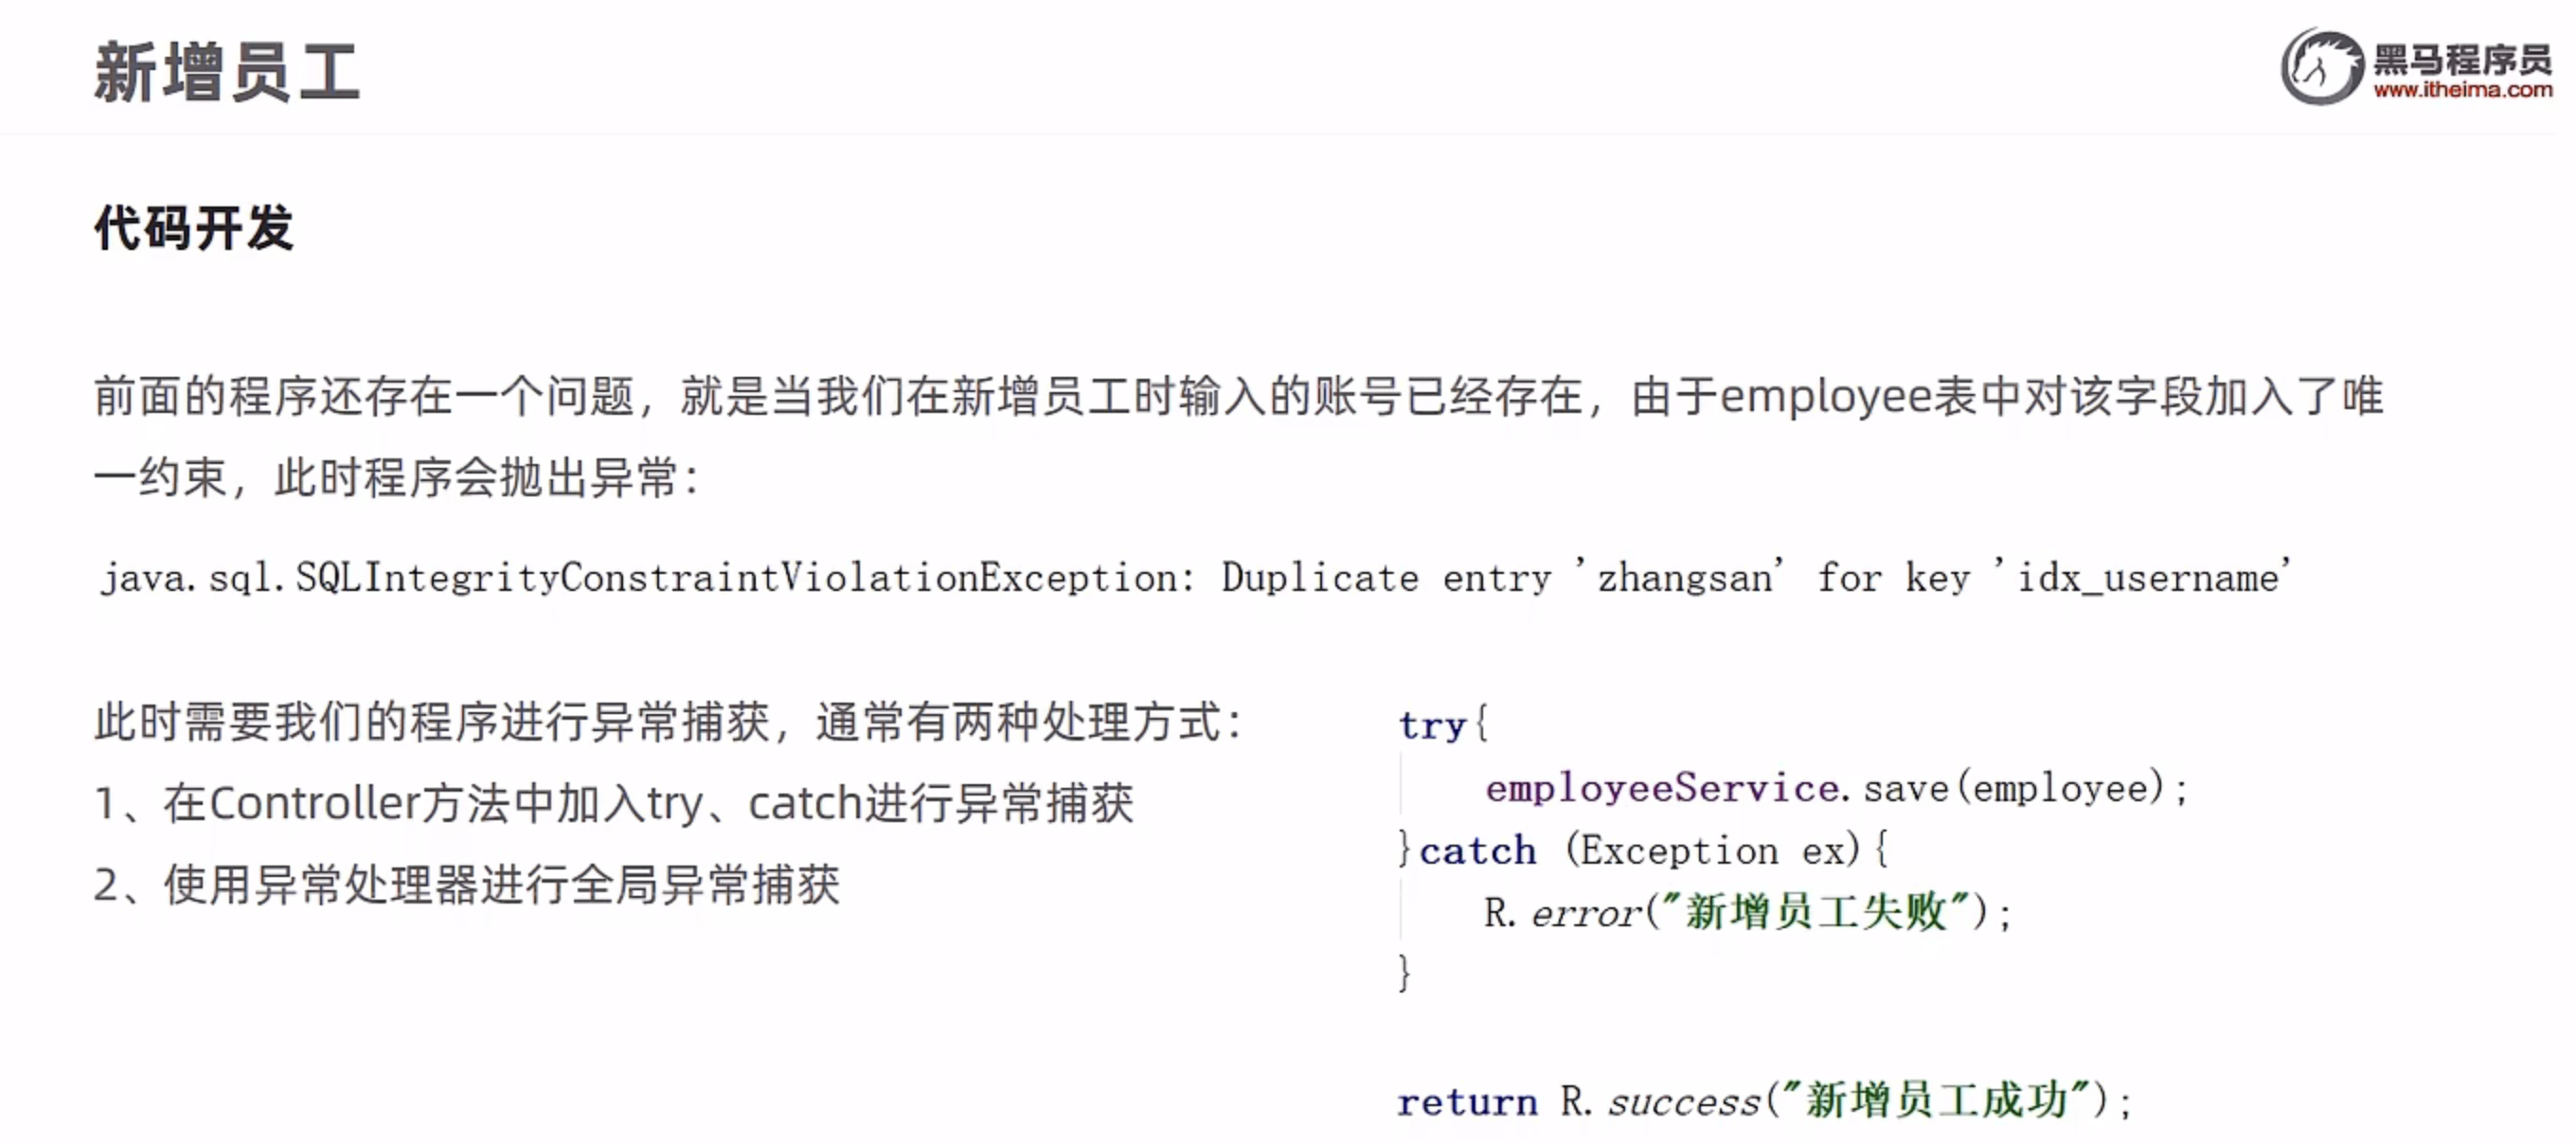 新增员工
黑马程序员
www.itheima.com
代码开发
前面的程序还存在一个问题，就是当我们在新增员工时输入的账号已经存在，由于employee表中对该字段加入了唯
一约束，此时程序会抛出异常：
java.sql.SQLIntegrityConstraintViolationException: Duplicate entry 'zhangsan' for key 'idx_username'
此时需要我们的程序进行异常捕获，通常有两种处理方式：
1、在Controller方法中加入try、catch进行异常捕获
2、使用异常处理器进行全局异常捕获
try{
    employeeService.save(employee);
}catch (Exception ex){
    R.error("新增员工失败");
}
return R.success("新增员工成功");